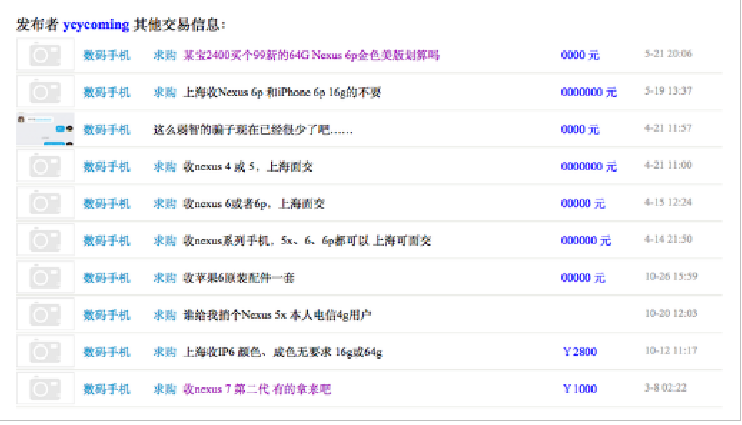 发布者 yeycoming 其他交易信息：
数码手机 求购 某宝2400买个99新的64G Nexus 6p金色美版划算吗 0000 元 5-21 20:06
数码手机 求购 上海收Nexus 6p 和iPhone 6p 16g的不要 0000000 元 5-19 13:37
数码手机 这么弱智的骗子现在已经很少了吧…… 0000 元 4-21 11:57
数码手机 求购 收nexus 4 或 5，上海面交 0000000 元 4-21 11:00
数码手机 求购 收nexus 6或者6p，上海面交 00000 元 4-15 12:24
数码手机 求购 收nexus系列手机，5x、6、6p都可以 上海可面交 000000 元 4-14 21:50
数码手机 求购 收苹果6原装配件一套 00000 元 10-26 15:59
数码手机 求购 谁给我捎个Nexus 5x 本人电信4g用户 10-20 12:03
数码手机 求购 上海收IP6 颜色、成色无要求 16g或64g ￥2800 10-12 11:17
数码手机 求购 收nexus 7 第二代 有的拿来吧 ￥1000 3-8 02:22